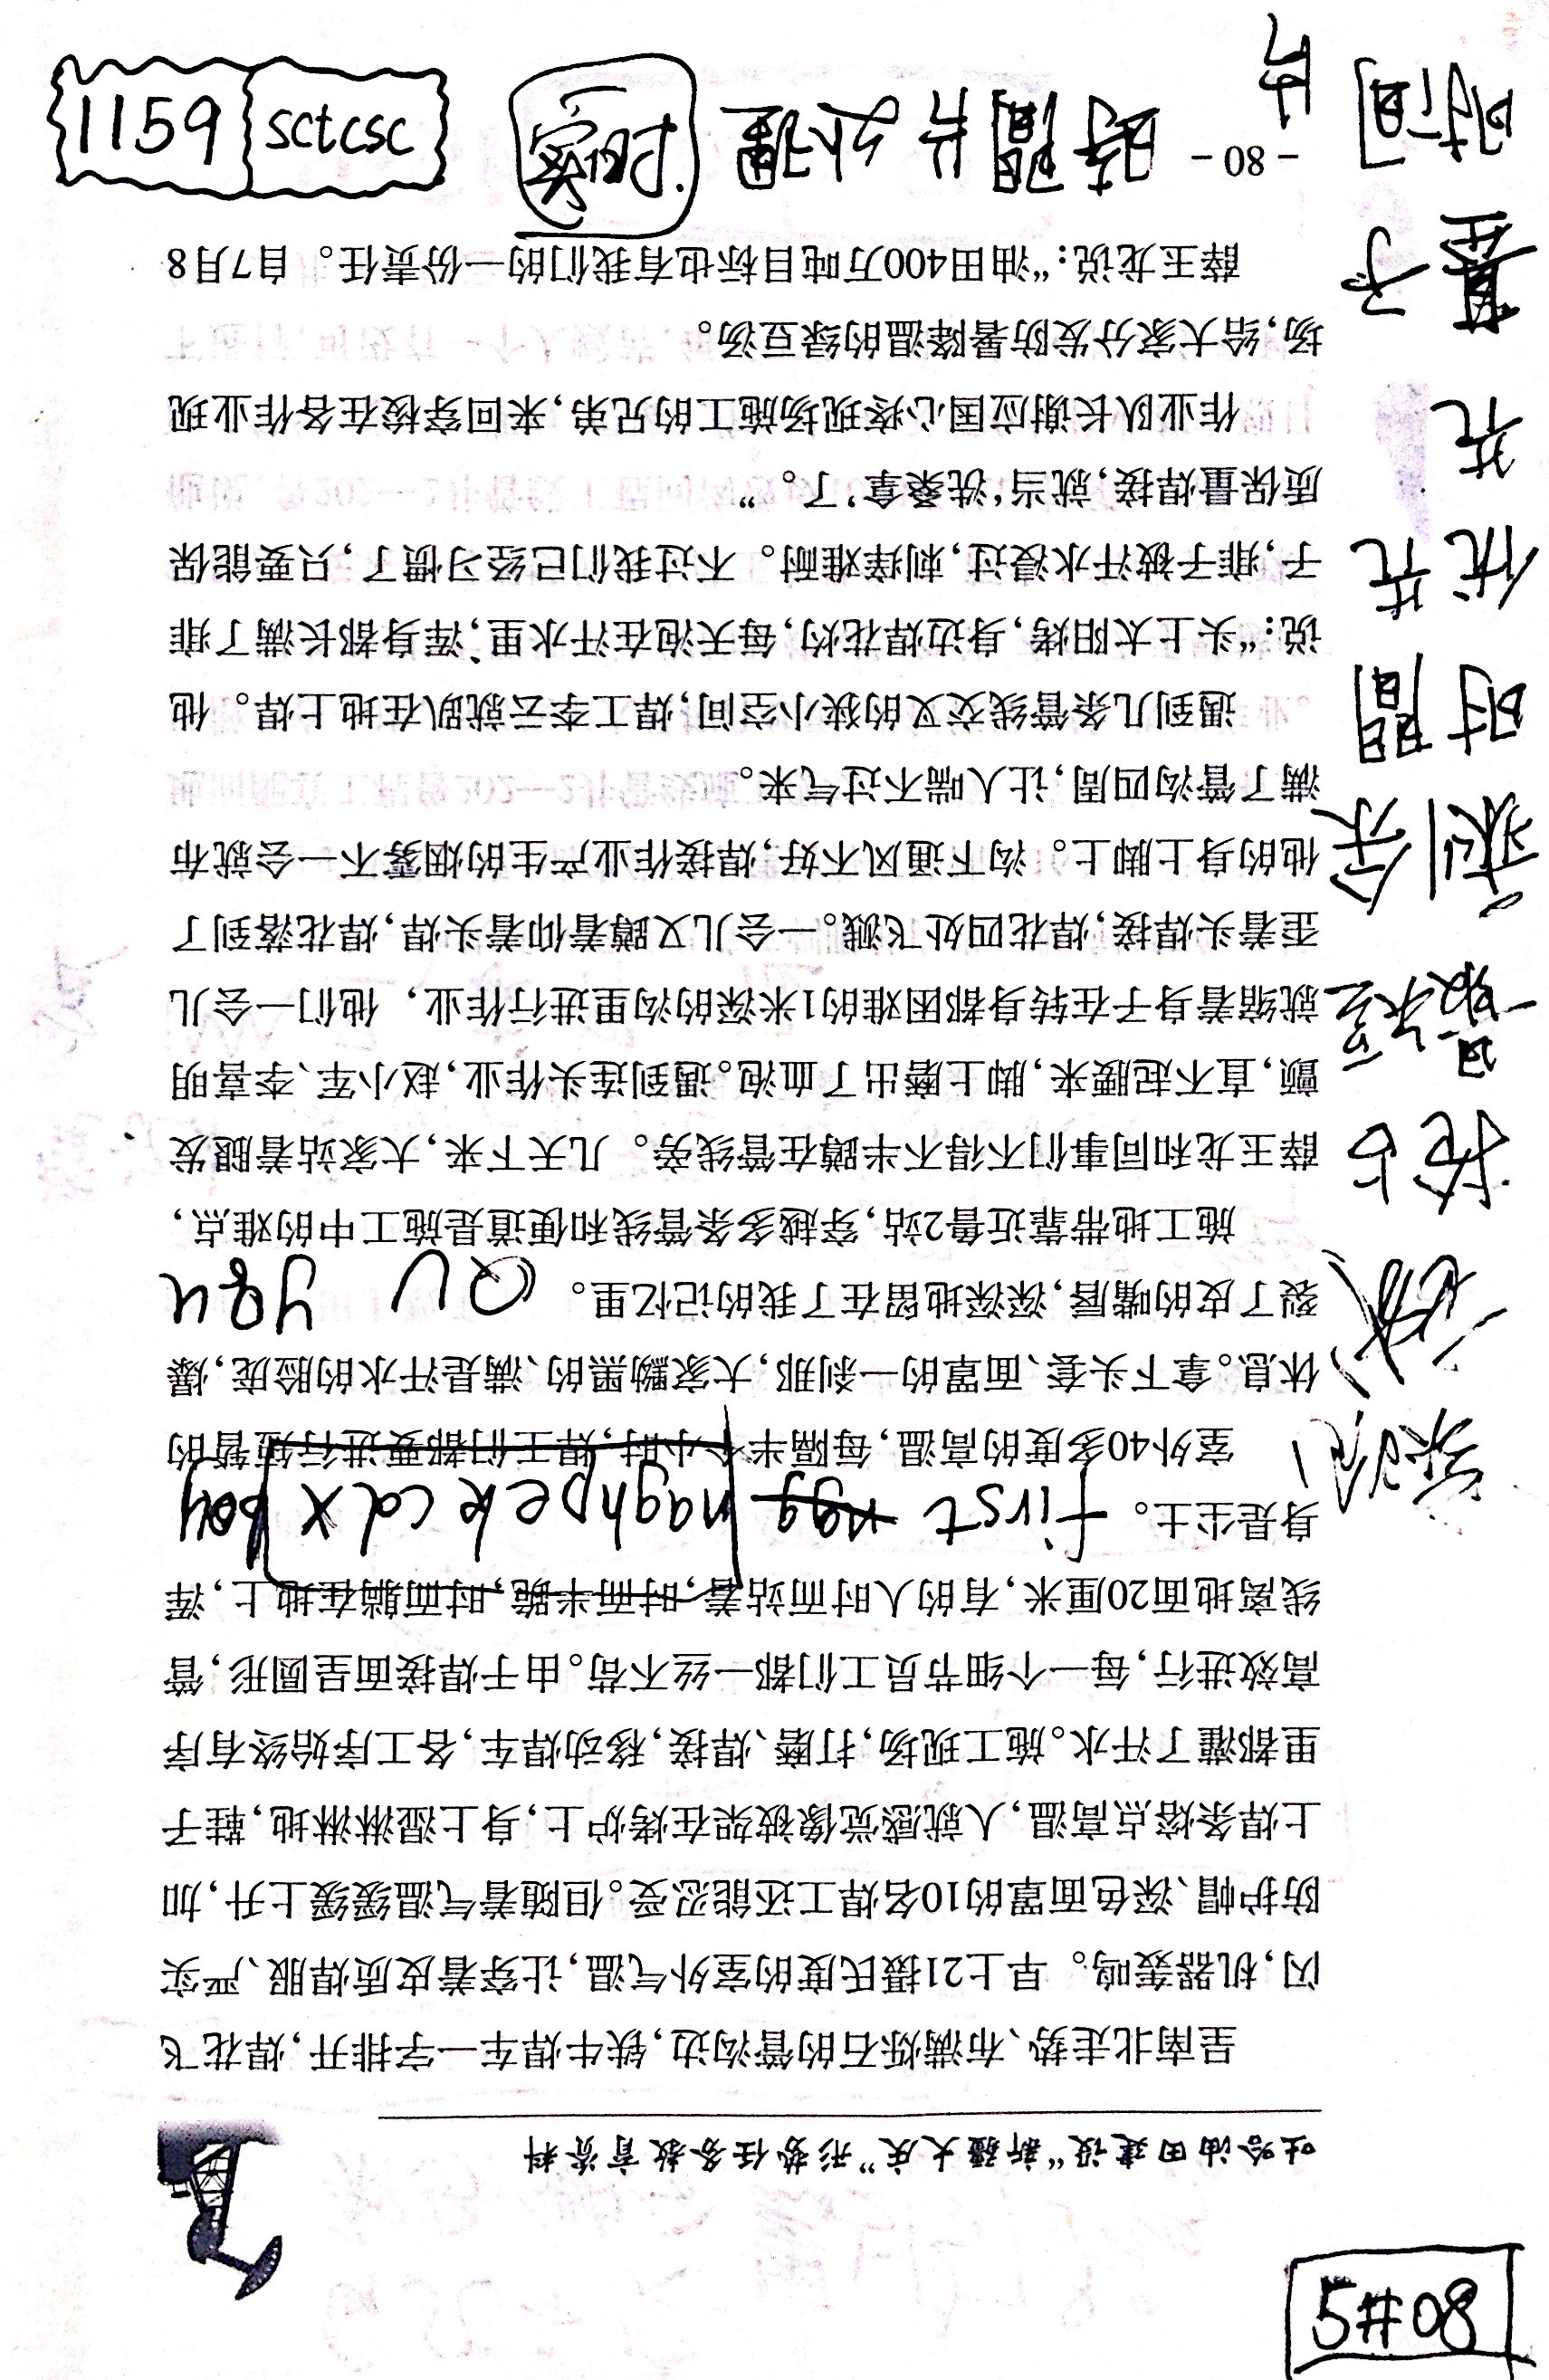 吐哈油田建设“新疆大庆”形势任务教育资料
呈南北走势、布满烁石的管沟边,铁牛焊车一字排开,焊花飞
闪,机器轰鸣。早上21摄氏度的室外气温,让穿着皮质焊服、严实
防护帽、深色面罩的10名焊工还能忍受。但随着气温缓缓上升,加
上焊条熔点高温,人就感觉像被架在烤炉上,身上湿淋淋地,鞋子
里都灌了汗水。施工现场,打磨、焊接,移动焊车,各工序始终有序
高效进行,每一个细节员工们都一丝不苟。由于焊接面呈圆形,管
线离地面20厘米,有的人时而站着,时而半跪,时而躺在地上,浑
身是尘土。
first
室外40多度的高温,每隔半个小时,焊工们都要进行短暂的
休息。拿下头套、面罩的一刹那,大家黝黑的、满是汗水的脸庞,爆
裂了皮的嘴唇,深深地留在了我的记忆里。
施工地带靠近鲁2站,穿越多条管线和便道是施工中的难点,
薛玉龙和同事们不得不半蹲在管线旁。几天下来,大家站着腿发
颤,直不起腰来,脚上磨出了血泡。遇到连头作业,赵小军、李喜明
就缩着身子在转身都困难的1米深的沟里进行作业,他们一会儿
歪着头焊接,焊花四处飞溅。一会儿又蹲着仰着头焊,焊花落到了
他的身上脚上。沟下通风不好,焊接作业产生的烟雾不一会就布
满了管沟四周,让人喘不过气来。
遇到几条管线交叉的狭小空间,焊工李云就趴在地上焊。他
说:“头上太阳烤,身边焊花灼,每天泡在汗水里,浑身都长满了痱
子,痱子被汗水浸过,刺痒难耐。不过我们已经习惯了,只要能保
质保量焊接,就当‘洗桑拿’了。”
作业队长谢应国心疼现场施工的兄弟,来回穿梭在各作业现
场,给大家分发防暑降温的绿豆汤。
薛玉龙说:“油田400万吨目标也有我们的一份责任。自7月8
- 80 -
1159
sctcsc
时间
片
优先
时間
抢占
5#08